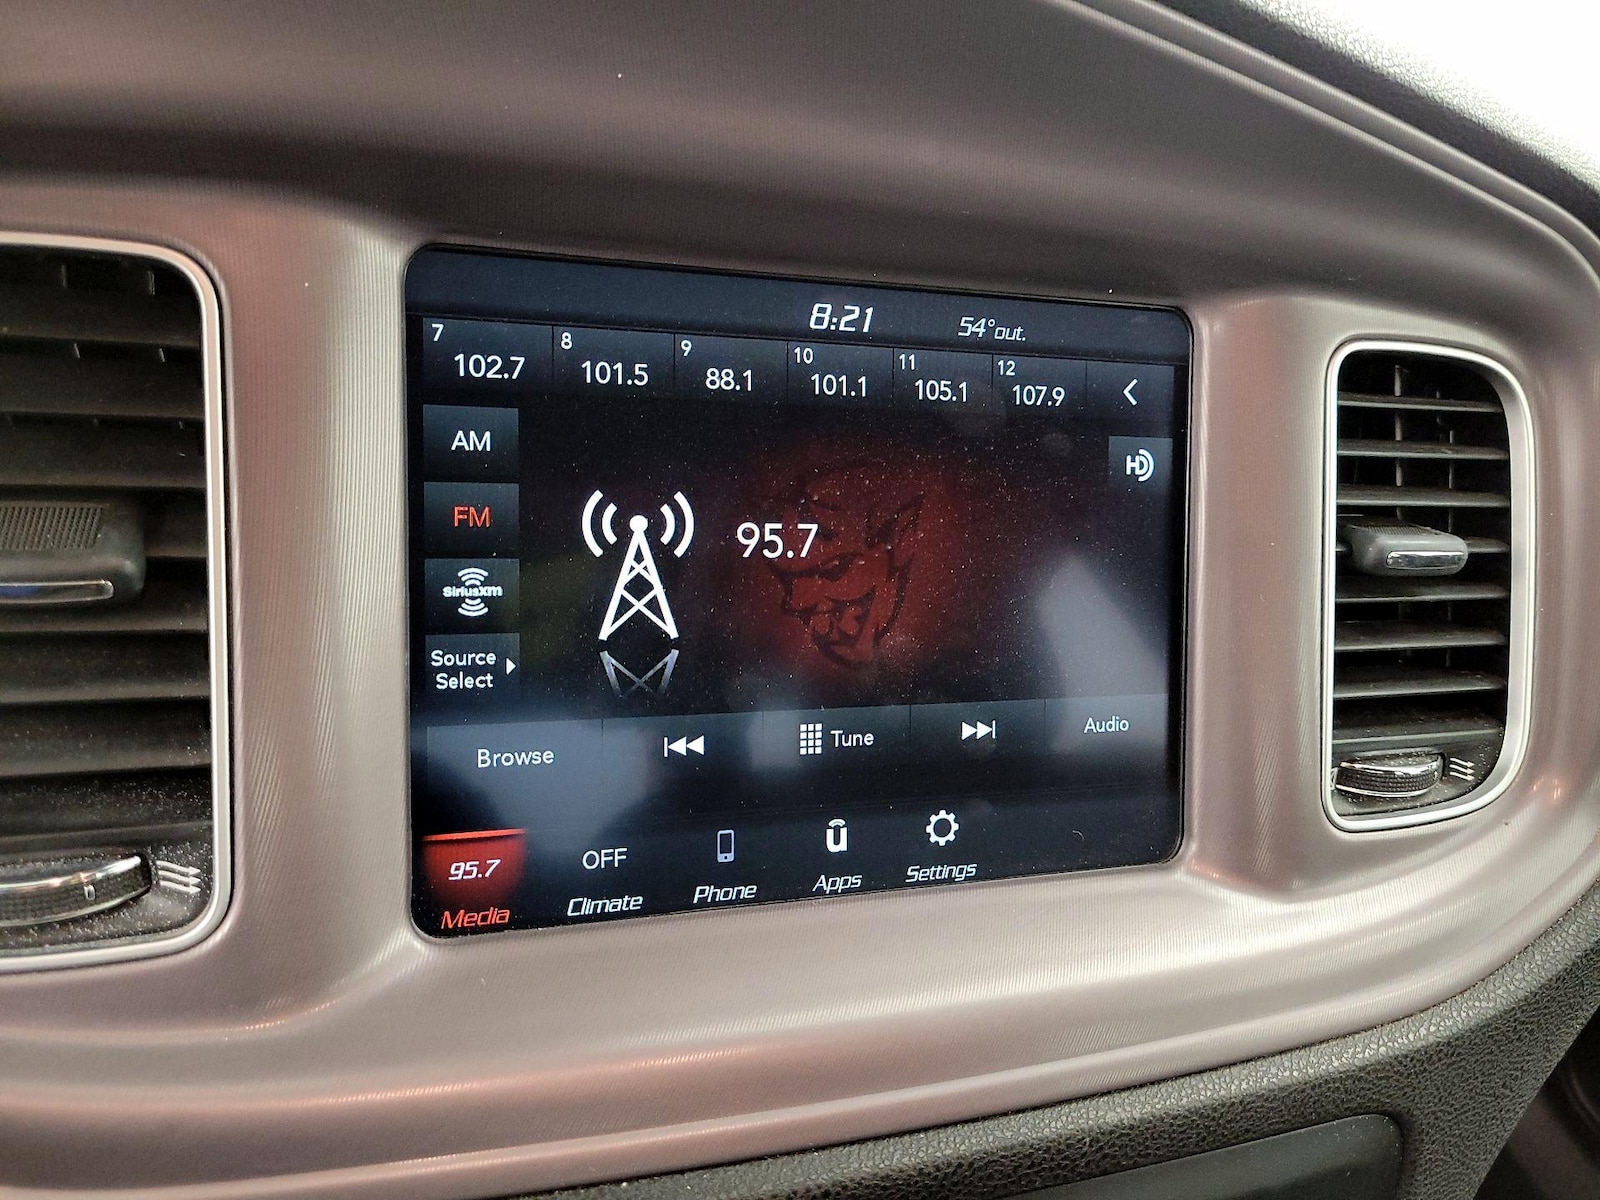 8:21 54°out.
7 8 9 10 11 12
102.7 101.5 88.1 101.1 105.1 107.9
AM
HD
FM
95.7
SiriusXM
Source
Select
Browse Tune Audio
95.7 OFF
Media Climate Phone Apps Settings